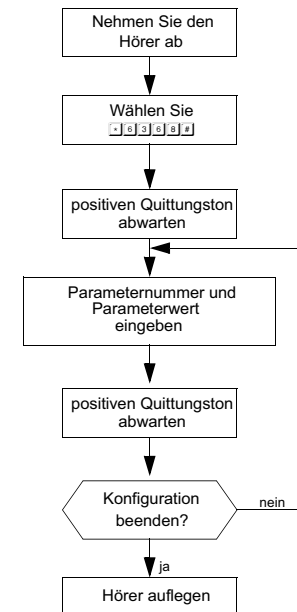 Nehmen Sie den
Hörer ab
Wählen Sie
* 6 3 6 8 #
positiven Quittungston
abwarten
Parameternummer und
Parameterwert
eingeben
positiven Quittungston
abwarten
Konfiguration
beenden?
nein
ja
Hörer auflegen